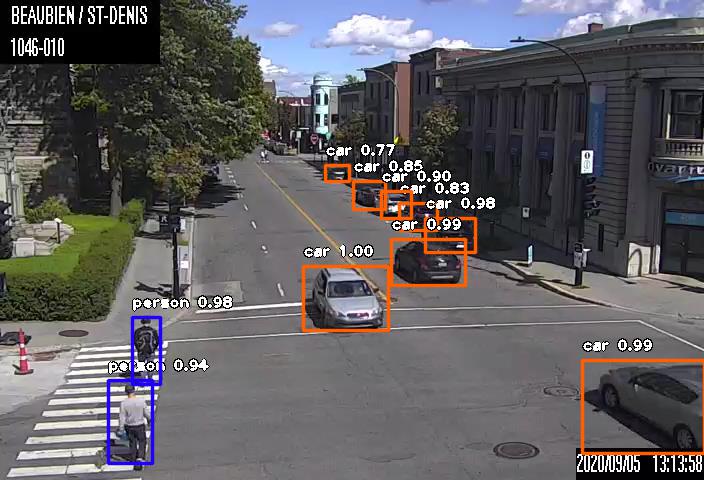 BEAUBIEN / ST-DENIS
1046-010
car 0.77
car 0.85
car 0.90
car 0.83
car 0.98
car 0.99
car 1.00
person 0.98
person 0.94
car 0.99
2020/09/05 13:13:58